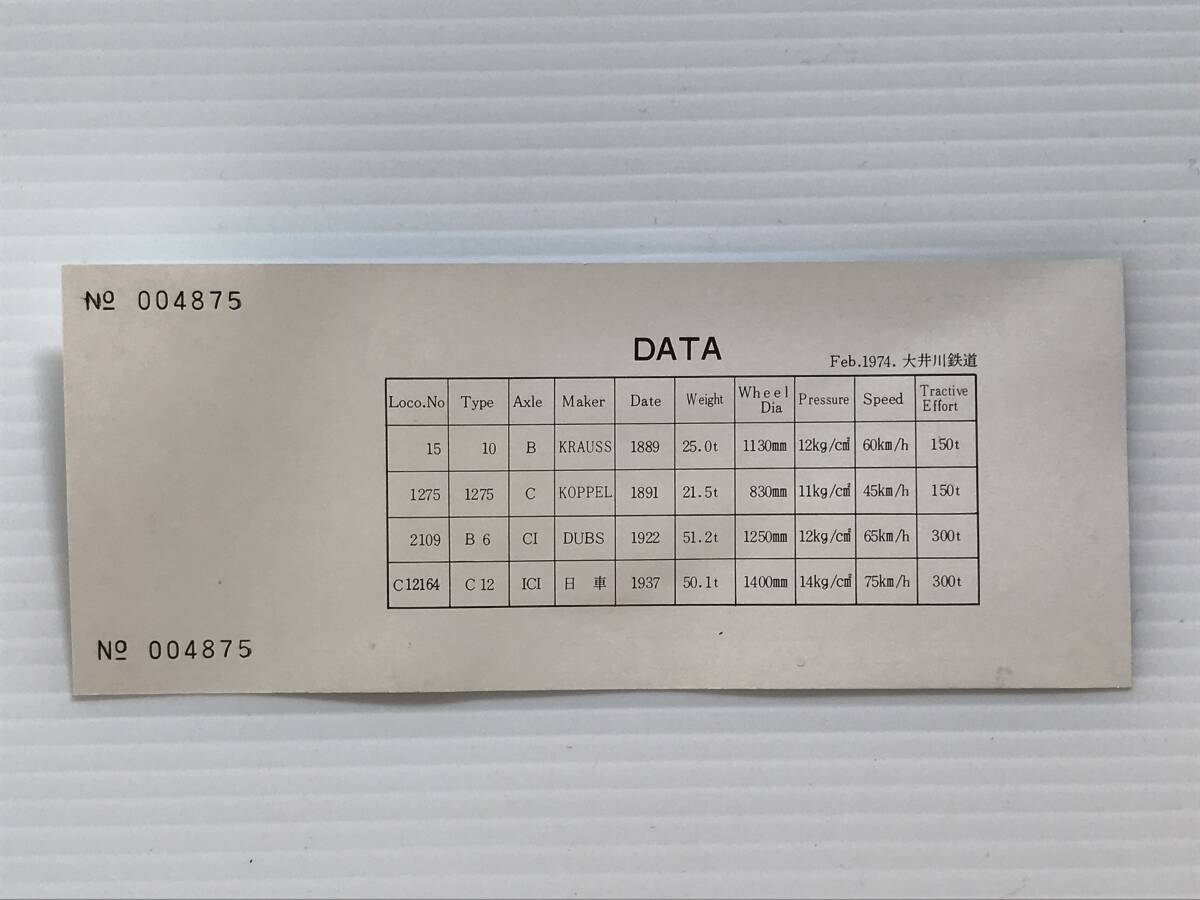 № 004875
DATA
Feb.1974. 大井川鉄道
Loco.No Type Axle Maker Date Weight Wheel Dia Pressure Speed Tractive Effort
15 10 B KRAUSS 1889 25.0t 1130mm 12kg/c㎡ 60km/h 150t
1275 1275 C KOPPEL 1891 21.5t 830mm 11kg/c㎡ 45km/h 150t
2109 B 6 CI DUBS 1922 51.2t 1250mm 12kg/c㎡ 65km/h 300t
C12164 C 12 ICI 日車 1937 50.1t 1400mm 14kg/c㎡ 75km/h 300t
№ 004875